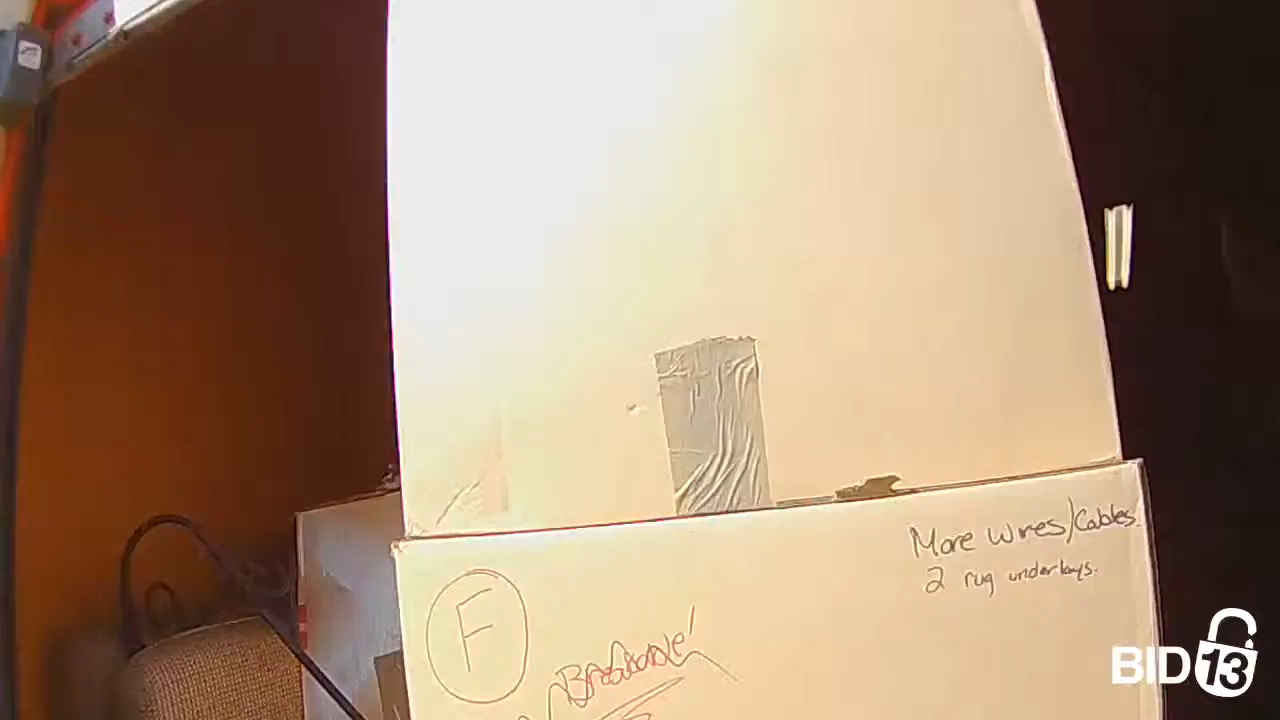 More Wires/Cables.
2 rug underlays.
F
Breakable!
BID13